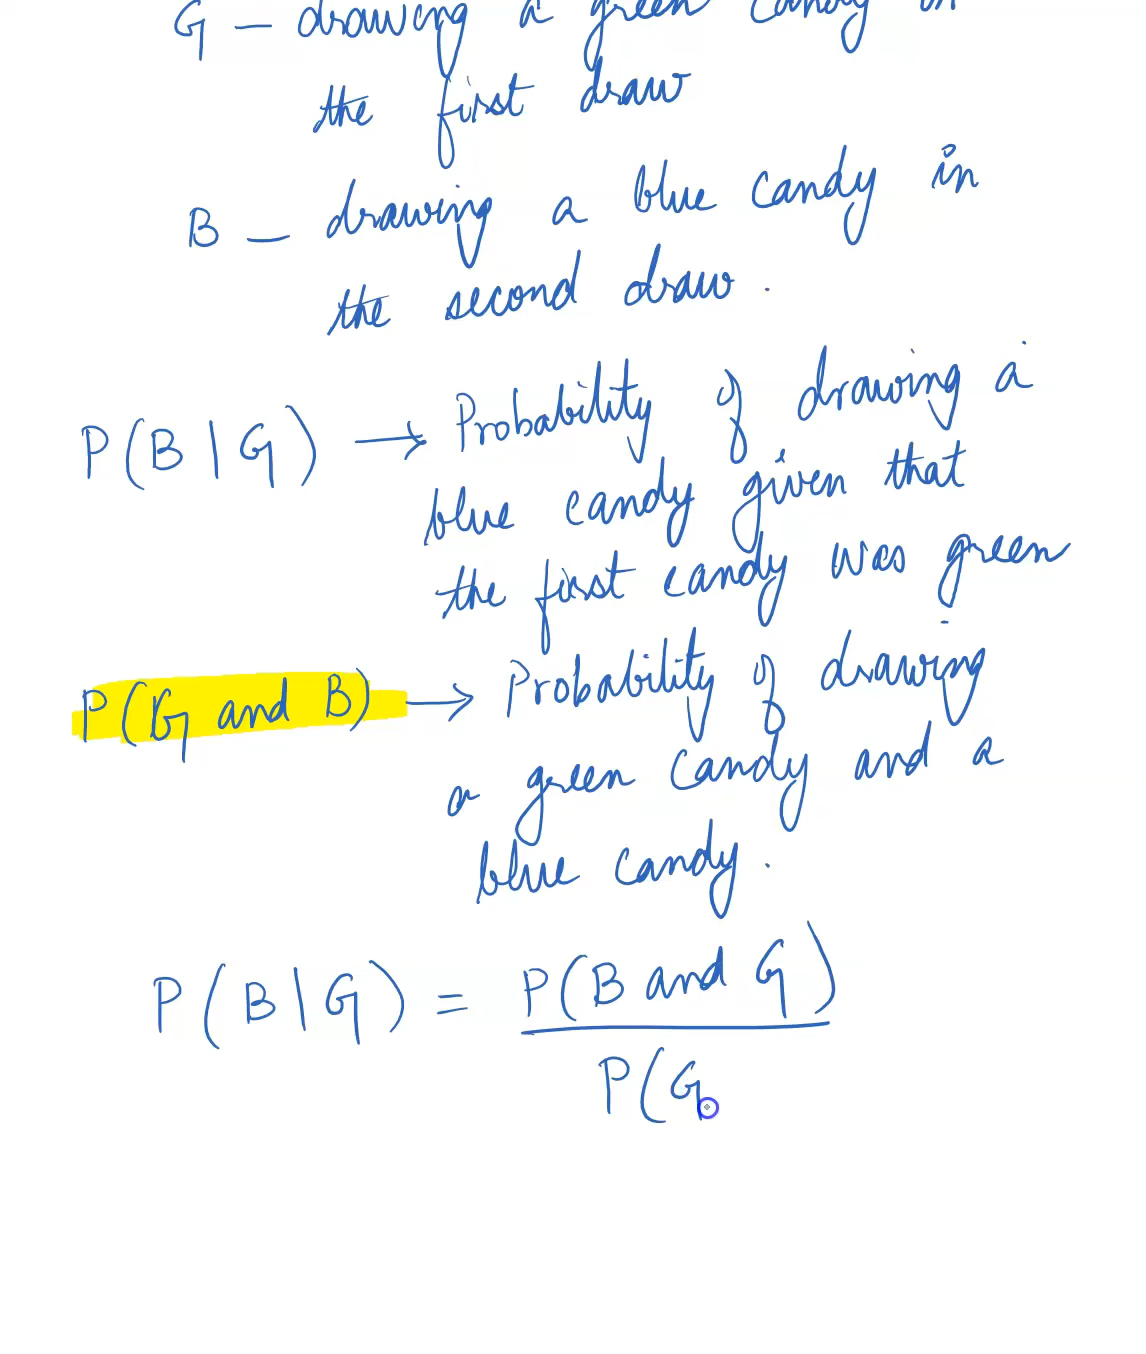 G – drawing a green candy in
the first draw
B – drawing a blue candy in
the second draw.
P(B|G) → Probability of drawing a
blue candy given that
the first candy was green
P(G and B) → Probability of drawing
a green candy and a
blue candy.
P(B|G) = P(B and G)
P(G